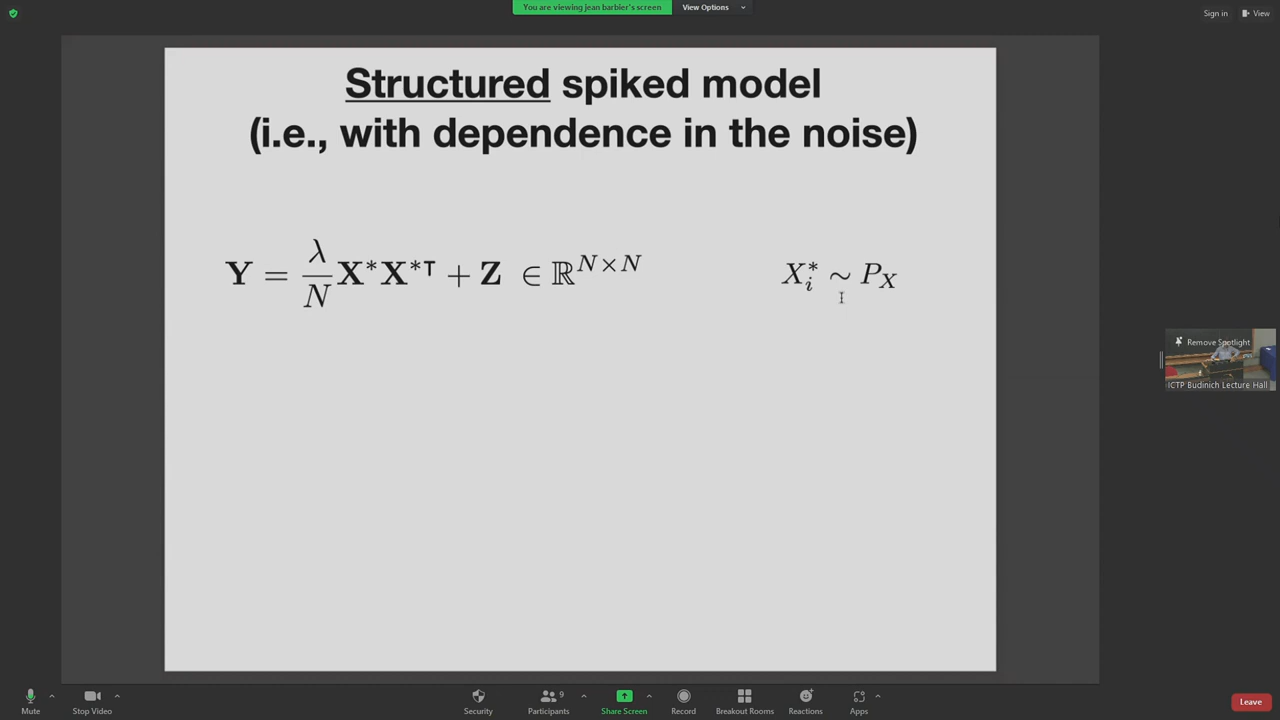 You are viewing jean barbier's screen
View Options
Sign in
View
Structured spiked model
(i.e., with dependence in the noise)
Y = λ/N X*X*⊤ + Z ∈ ℝ^{N×N}
X_i^* ∼ P_X
Remove Spotlight
ICTP Budinich Lecture Hall
Mute
Stop Video
Security
Participants
9
Share Screen
Record
Breakout Rooms
Reactions
Apps
Leave